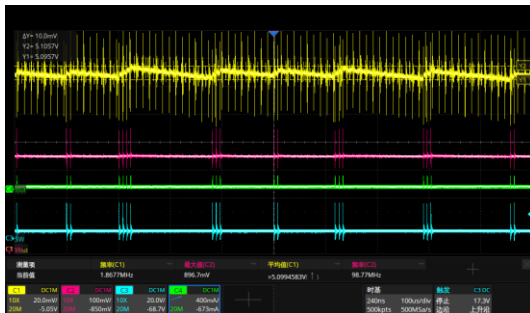 ΔY= 10.0mV
Y2= 5.1057V
Y1= 5.0957V
测量项 频率(C1) 最大值(C2) 平均值(C1) 频率(C2)
当前值 1.8677MHz 896.7mV 5.0994583V 98.77MHz
C1 DC1M C2 DC1M C3 DC1M C4 DC1M 时基 触发 C3 DC
10X 20.0mV/ 10X 100mV/ 10X 20.0V/ 400mA/ 240ns 100us/div 停止 17.3V
20M -5.05V 20M -850mV 20M -68.7V 20M -673mA 500kpts 500MSa/s 边沿 上升沿